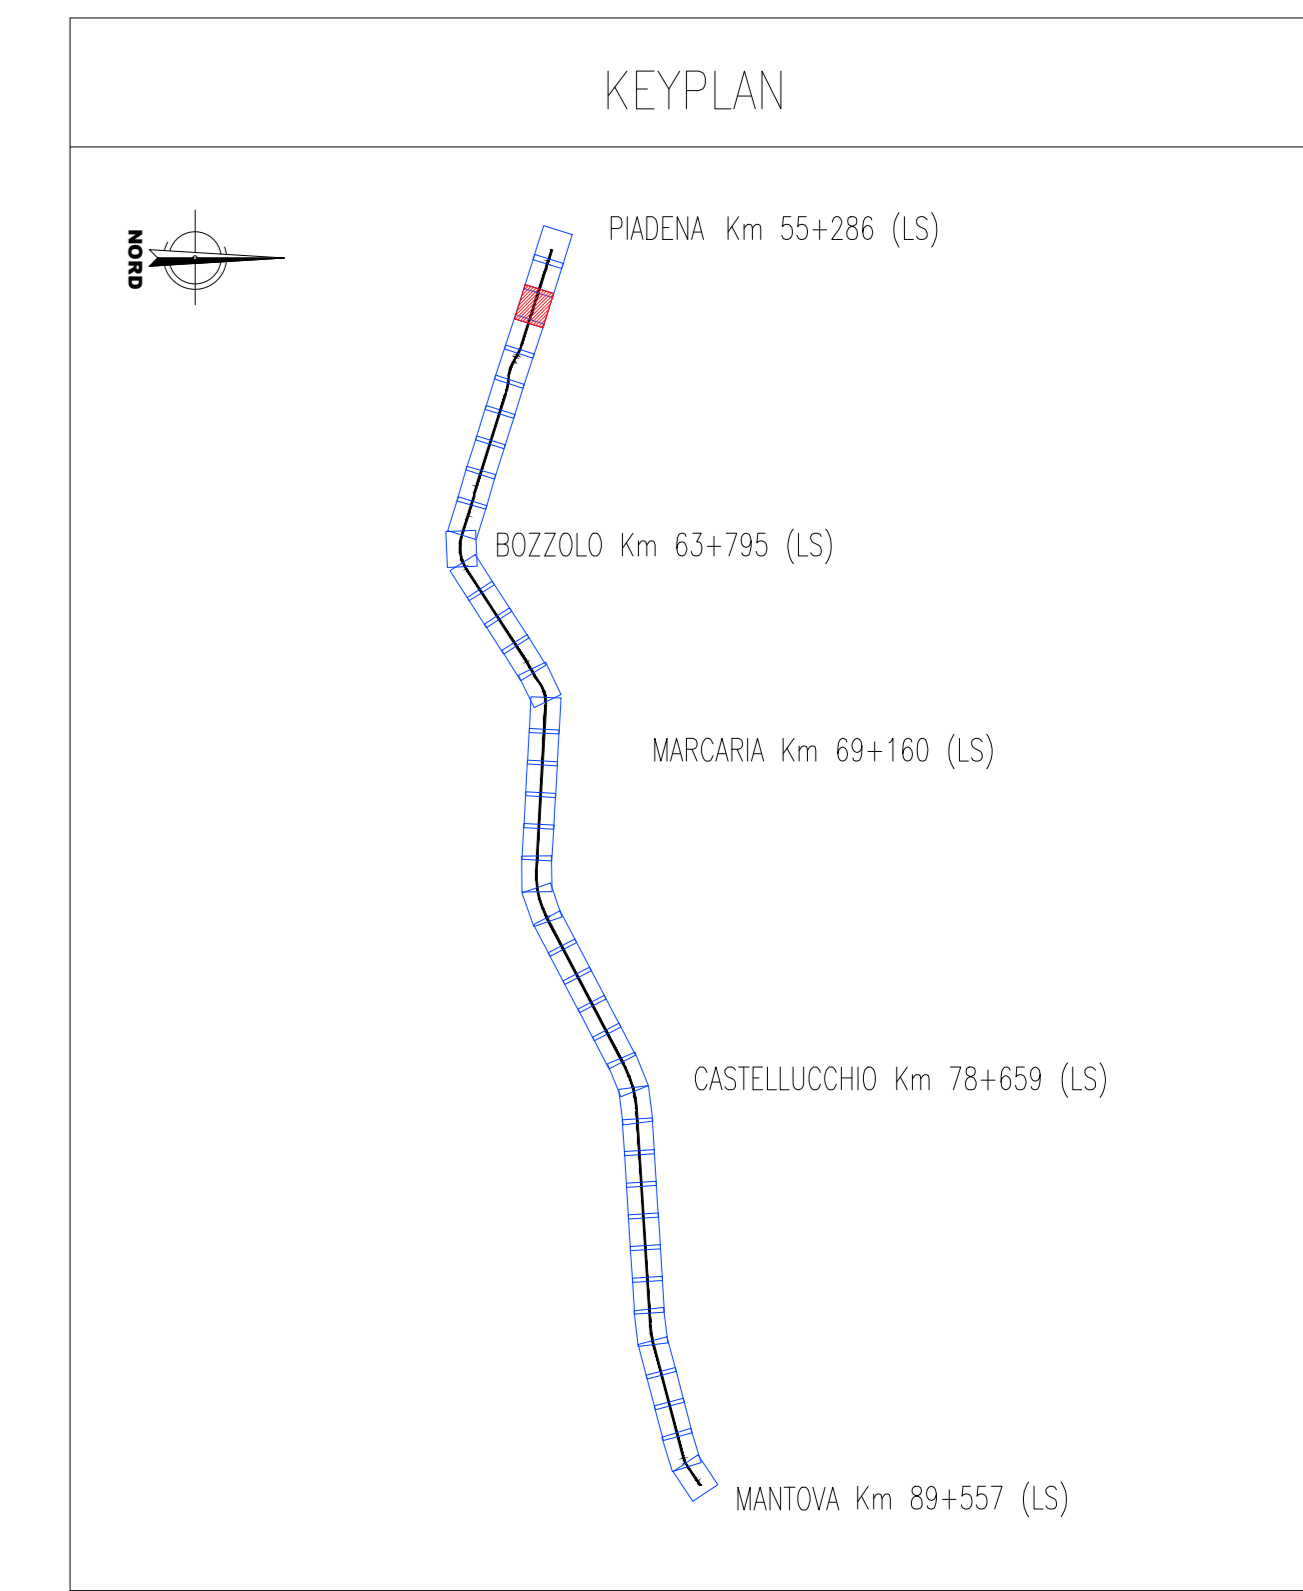 KEYPLAN
NORD
PIADENA Km 55+286 (LS)
BOZZOLO Km 63+795 (LS)
MARCARIA Km 69+160 (LS)
CASTELLUCCHIO Km 78+659 (LS)
MANTOVA Km 89+557 (LS)